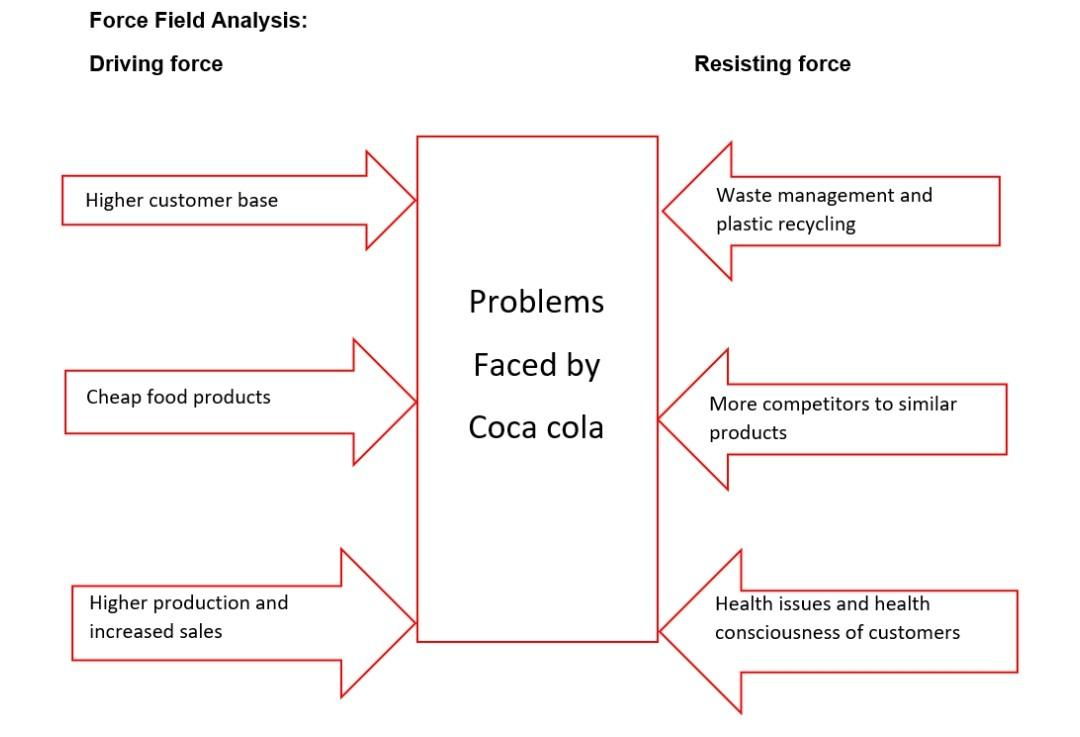 Force Field Analysis:
Driving force
Resisting force
Higher customer base
Waste management and
plastic recycling
Problems
Faced by
Coca cola
Cheap food products
More competitors to similar
products
Higher production and
increased sales
Health issues and health
consciousness of customers